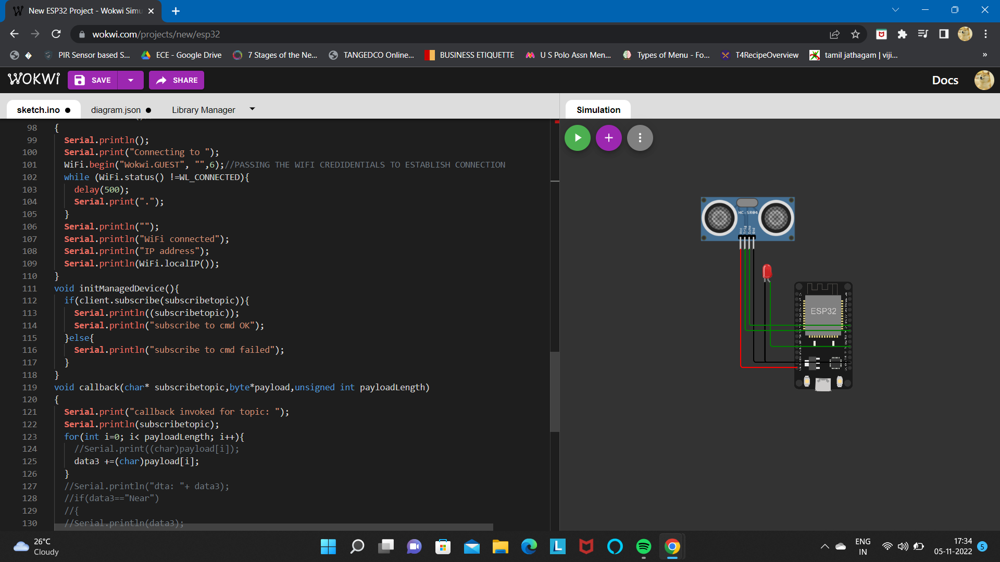 New ESP32 Project - Wokwi Simu
wokwi.com/projects/new/esp32
PIR Sensor based S...
ECE - Google Drive
7 Stages of the Ne...
TANGEDCO Online...
BUSINESS ETIQUETTE
U S Polo Assn Men...
Types of Menu - Fo...
T4RecipeOverview
tamil jathagam | viji...
»
WOKWi
SAVE
SHARE
Docs
sketch.ino ●
diagram.json ●
Library Manager
Simulation
98 {
99 Serial.println();
100 Serial.print("Connecting to ");
101 WiFi.begin("Wokwi.GUEST", "",6);//PASSING THE WIFI CREDIDENTIALS TO ESTABLISH CONNECTION
102 while (WiFi.status() !=WL_CONNECTED){
103 delay(500);
104 Serial.print(".");
105 }
106 Serial.println("");
107 Serial.println("WiFi connected");
108 Serial.println("IP address");
109 Serial.println(WiFi.localIP());
110 }
111 void initManagedDevice(){
112 if(client.subscribe(subscribetopic)){
113 Serial.println((subscribetopic));
114 Serial.println("subscribe to cmd OK");
115 }else{
116 Serial.println("subscribe to cmd failed");
117 }
118 }
119 void callback(char* subscribetopic,byte*payload,unsigned int payloadLength)
120 {
121 Serial.print("callback invoked for topic: ");
122 Serial.println(subscribetopic);
123 for(int i=0; i< payloadLength; i++){
124 //Serial.print((char)payload[i]);
125 data3 +=(char)payload[i];
126 }
127 //Serial.println("dta: "+ data3);
128 //if(data3=="Near")
129 //{
130 //Serial.println(data3);
HC-SR04
Vcc
Trig
Echo
Gnd
ESP32
26°C
Cloudy
ENG
IN
17:34
05-11-2022
5